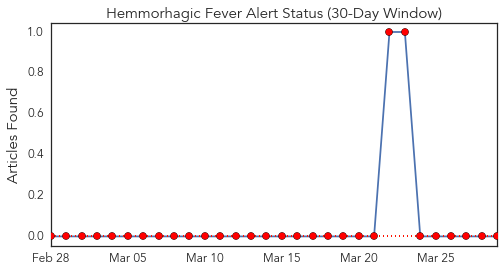 Hemmorhagic Fever Alert Status (30-Day Window)
Articles Found
1.0
0.8
0.6
0.4
0.2
0.0
Feb 28 Mar 05 Mar 10 Mar 15 Mar 20 Mar 25